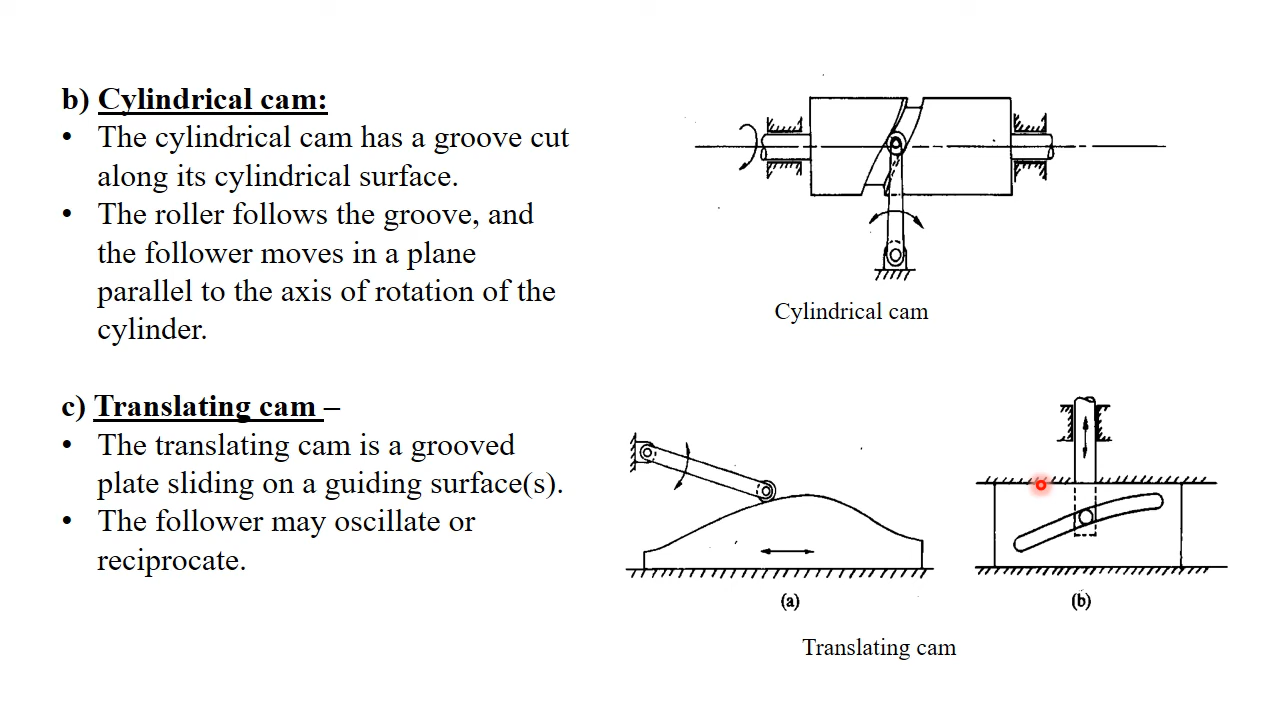 b) Cylindrical cam:
• The cylindrical cam has a groove cut
along its cylindrical surface.
• The roller follows the groove, and
the follower moves in a plane
parallel to the axis of rotation of the
cylinder.
Cylindrical cam
c) Translating cam –
• The translating cam is a grooved
plate sliding on a guiding surface(s).
• The follower may oscillate or
reciprocate.
(a)
(b)
Translating cam